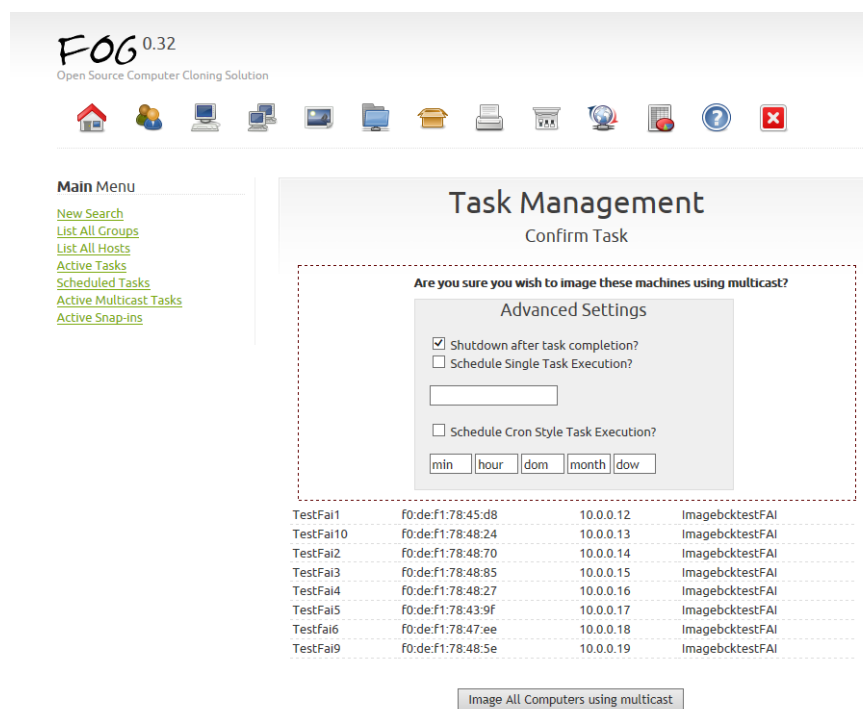 FOG 0.32
Open Source Computer Cloning Solution
Main Menu
New Search
List All Groups
List All Hosts
Active Tasks
Scheduled Tasks
Active Multicast Tasks
Active Snap-ins
Task Management
Confirm Task
Are you sure you wish to image these machines using multicast?
Advanced Settings
Shutdown after task completion?
Schedule Single Task Execution?
Schedule Cron Style Task Execution?
min hour dom month dow
TestFai1 f0:de:f1:78:45:d8 10.0.0.12 ImagebcktestFAI
TestFai10 f0:de:f1:78:48:24 10.0.0.13 ImagebcktestFAI
TestFai2 f0:de:f1:78:48:70 10.0.0.14 ImagebcktestFAI
TestFai3 f0:de:f1:78:48:85 10.0.0.15 ImagebcktestFAI
TestFai4 f0:de:f1:78:48:27 10.0.0.16 ImagebcktestFAI
TestFai5 f0:de:f1:78:43:9f 10.0.0.17 ImagebcktestFAI
Testfai6 f0:de:f1:78:47:ee 10.0.0.18 ImagebcktestFAI
TestFai9 f0:de:f1:78:48:5e 10.0.0.19 ImagebcktestFAI
Image All Computers using multicast